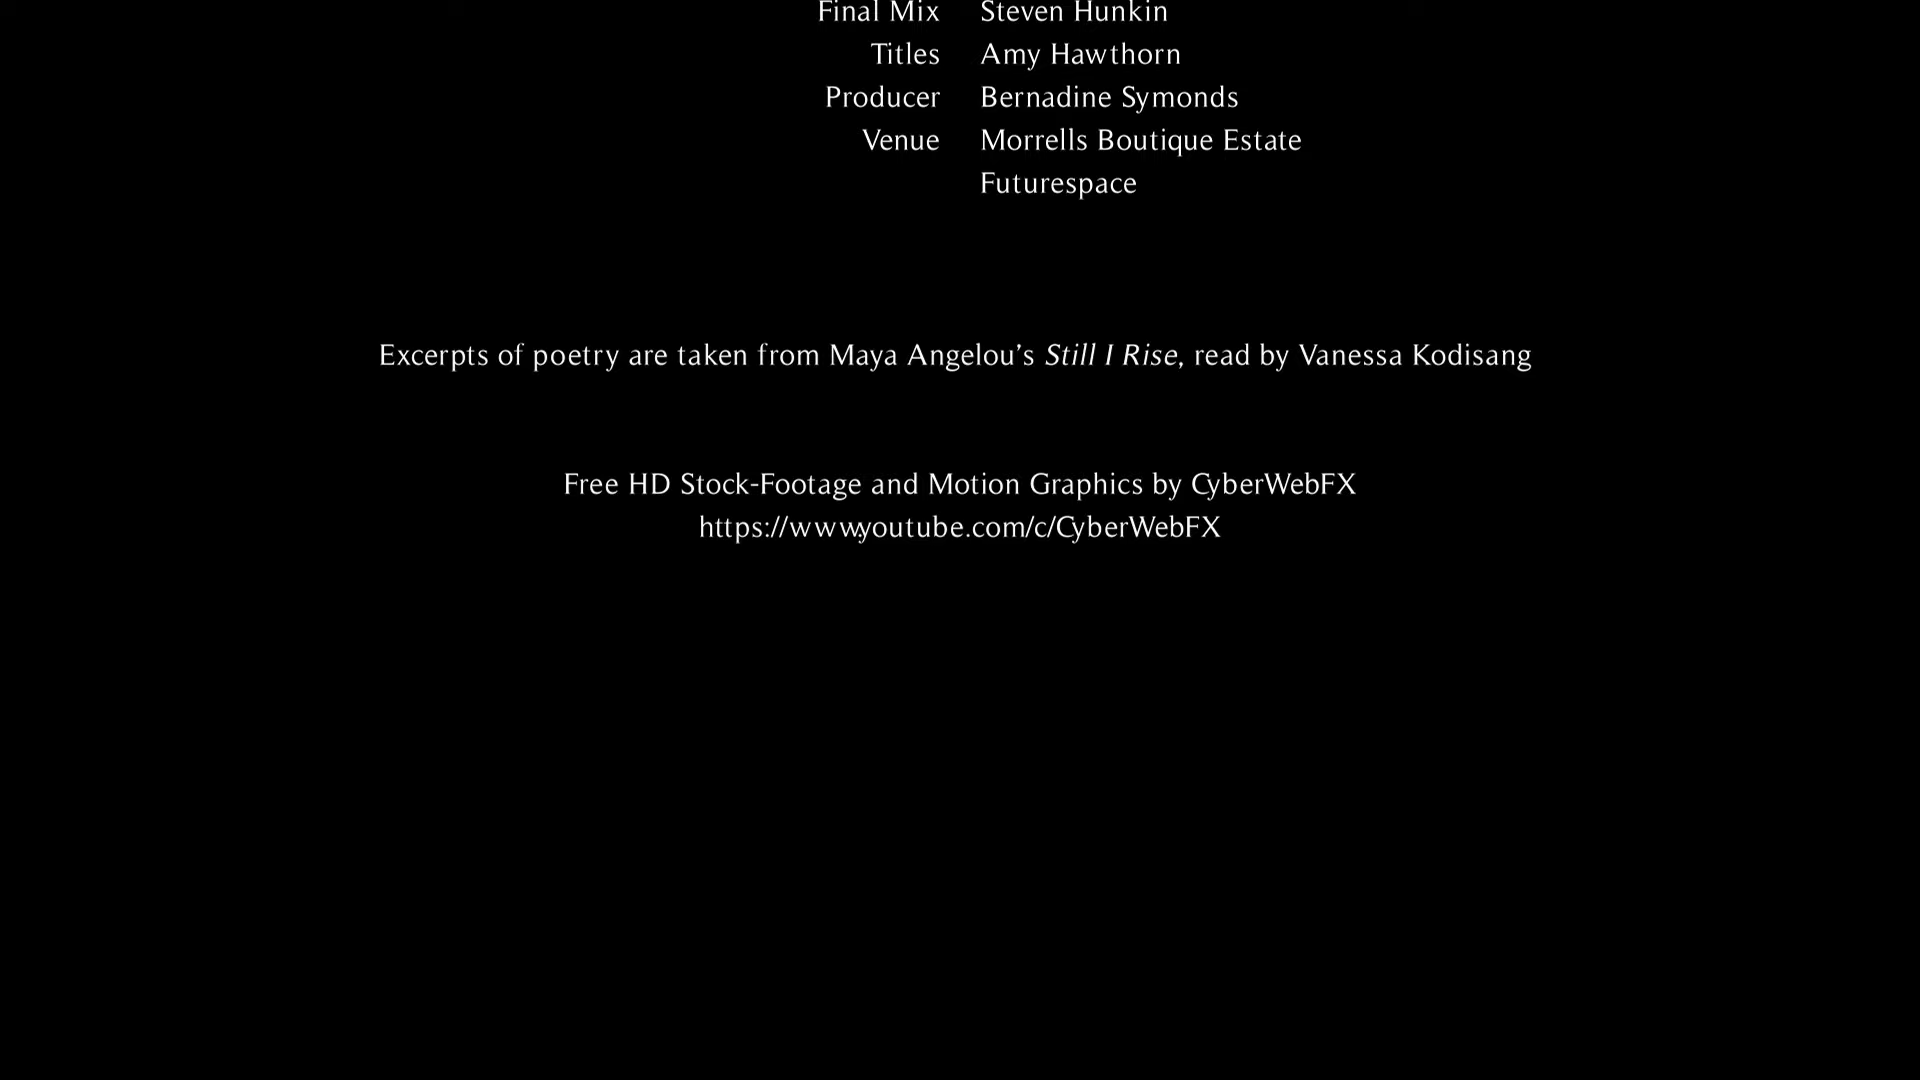 Final Mix Steven Hunkin
Titles Amy Hawthorn
Producer Bernadine Symonds
Venue Morrells Boutique Estate
Futurespace
Excerpts of poetry are taken from Maya Angelou’s Still I Rise, read by Vanessa Kodisang
Free HD Stock-Footage and Motion Graphics by CyberWebFX
https://www.youtube.com/c/CyberWebFX